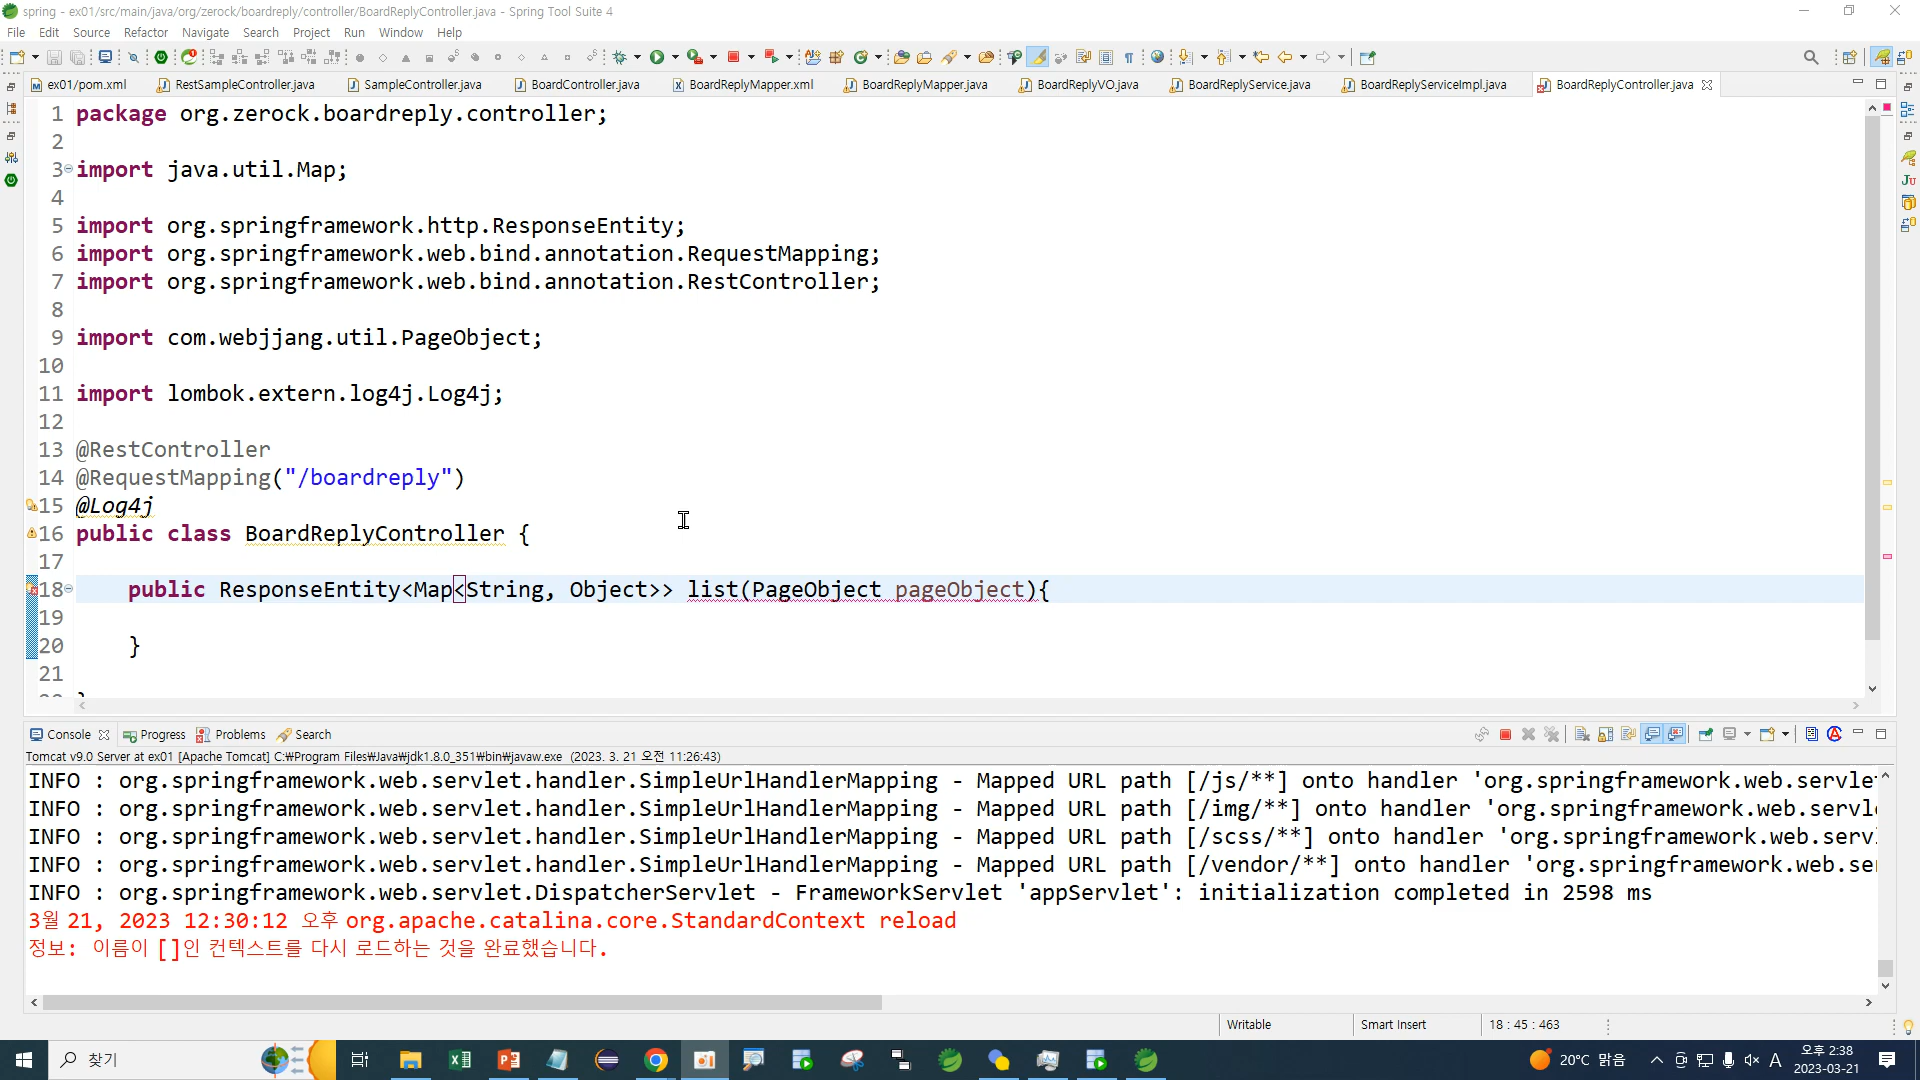 spring - ex01/src/main/java/org/zerock/boardreply/controller/BoardReplyController.java - Spring Tool Suite 4
File Edit Source Refactor Navigate Search Project Run Window Help
ex01/pom.xml RestSampleController.java SampleController.java BoardController.java BoardReplyMapper.xml BoardReplyMapper.java BoardReplyVO.java BoardReplyService.java BoardReplyServiceImpl.java BoardReplyController.java
1 package org.zerock.boardreply.controller;
2
3 import java.util.Map;
4
5 import org.springframework.http.ResponseEntity;
6 import org.springframework.web.bind.annotation.RequestMapping;
7 import org.springframework.web.bind.annotation.RestController;
8
9 import com.webjjang.util.PageObject;
10
11 import lombok.extern.log4j.Log4j;
12
13 @RestController
14 @RequestMapping("/boardreply")
15 @Log4j
16 public class BoardReplyController {
17
18 public ResponseEntity<Map<String, Object>> list(PageObject pageObject){
19
20 }
21
Console Progress Problems Search
Tomcat v9.0 Server at ex01 [Apache Tomcat] C:₩Program Files₩Java₩jdk1.8.0_351₩bin₩javaw.exe (2023. 3. 21 오전 11:26:43)
INFO : org.springframework.web.servlet.handler.SimpleUrlHandlerMapping - Mapped URL path [/js/**] onto handler 'org.springframework.web.servle
INFO : org.springframework.web.servlet.handler.SimpleUrlHandlerMapping - Mapped URL path [/img/**] onto handler 'org.springframework.web.servl
INFO : org.springframework.web.servlet.handler.SimpleUrlHandlerMapping - Mapped URL path [/scss/**] onto handler 'org.springframework.web.serv
INFO : org.springframework.web.servlet.handler.SimpleUrlHandlerMapping - Mapped URL path [/vendor/**] onto handler 'org.springframework.web.se
INFO : org.springframework.web.servlet.DispatcherServlet - FrameworkServlet 'appServlet': initialization completed in 2598 ms
3월 21, 2023 12:30:12 오후 org.apache.catalina.core.StandardContext reload
정보: 이름이 []인 컨텍스트를 다시 로드하는 것을 완료했습니다.
Writable Smart Insert 18 : 45 : 463
찾기 20°C 맑음 A 오후 2:38
2023-03-21